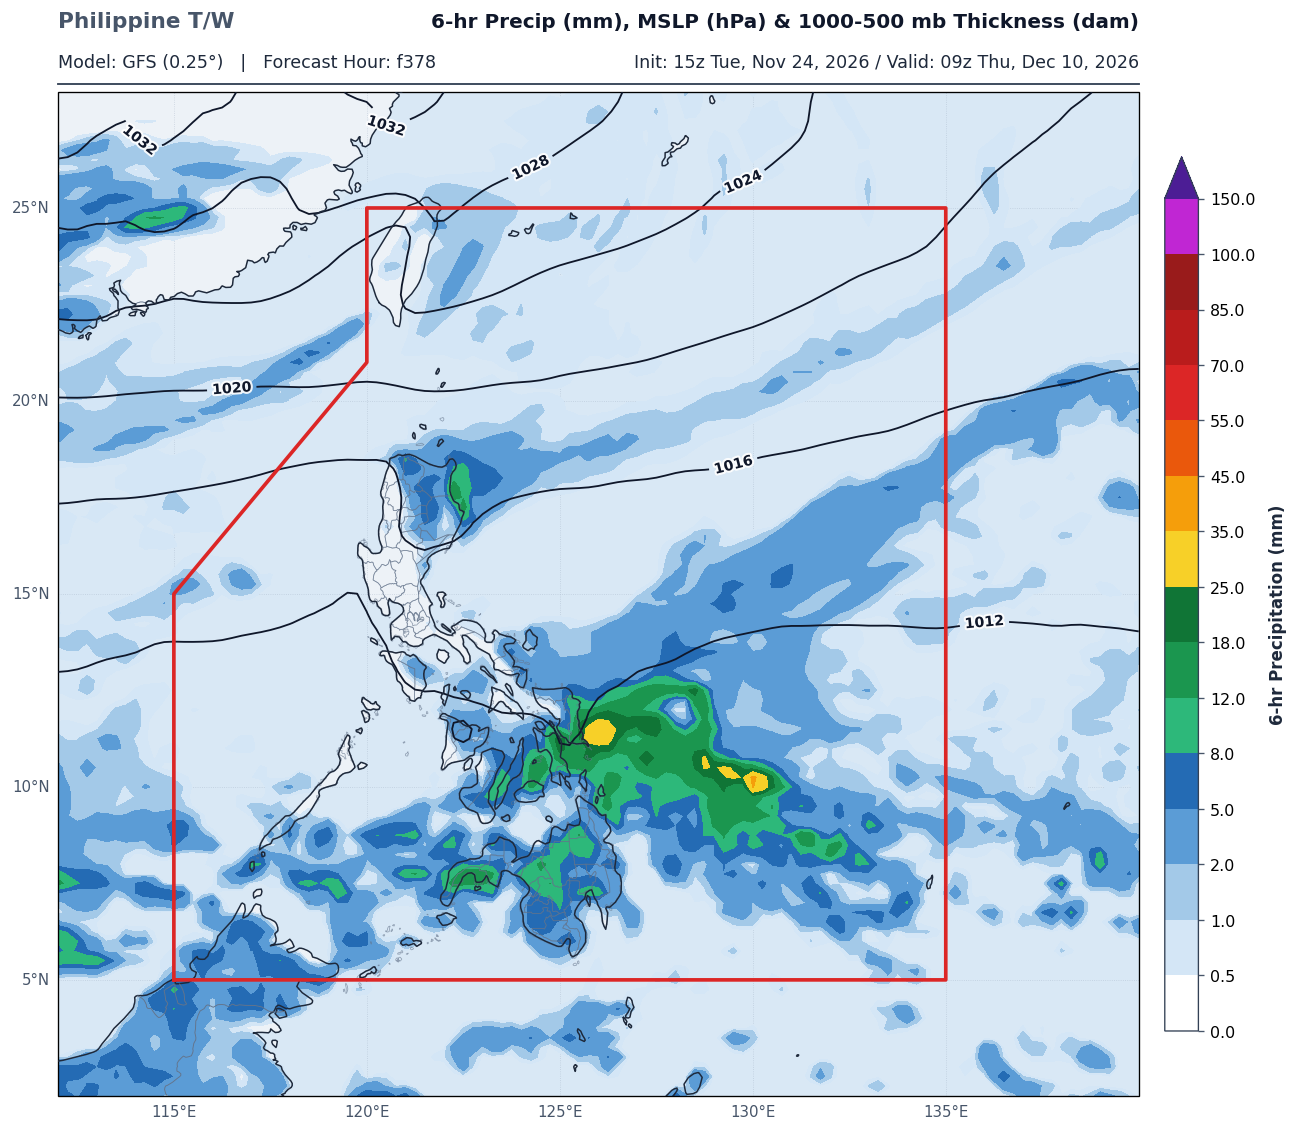 Philippine T/W
6-hr Precip (mm), MSLP (hPa) & 1000-500 mb Thickness (dam)
Model: GFS (0.25°)   |   Forecast Hour: f378
Init: 15z Tue, Nov 24, 2026 / Valid: 09z Thu, Dec 10, 2026
1032
1032
1028
1024
1020
1016
1012
25°N
20°N
15°N
10°N
5°N
115°E
120°E
125°E
130°E
135°E
150.0
100.0
85.0
70.0
55.0
45.0
35.0
25.0
18.0
12.0
8.0
5.0
2.0
1.0
0.5
0.0
6-hr Precipitation (mm)